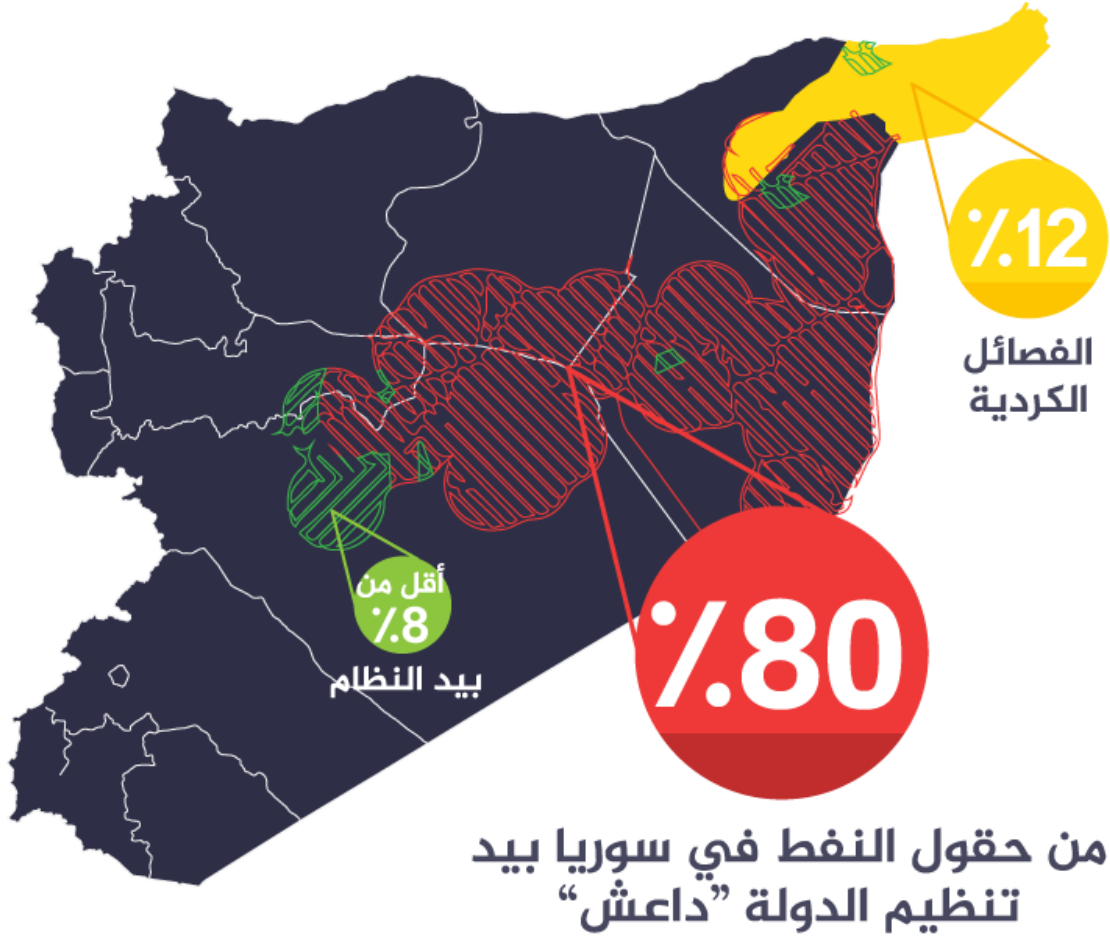 ٪12
الفصائل
الكردية
أقل من
٪8
بيد النظام
٪80
من حقول النفط في سوريا بيد
تنظيم الدولة ”داعش“